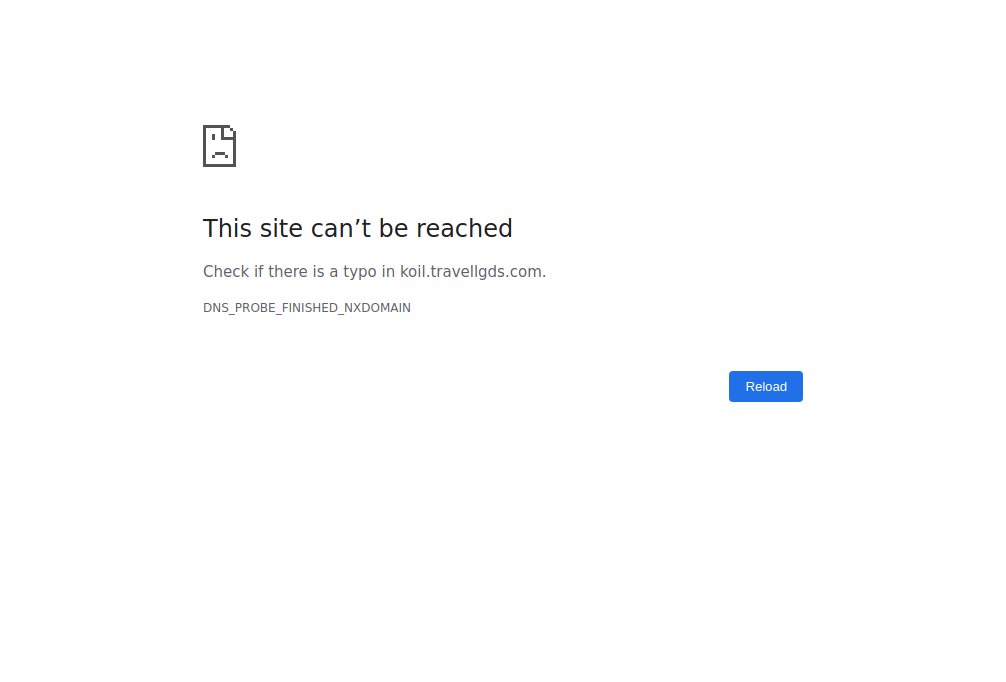 This site can’t be reached
Check if there is a typo in koil.travellgds.com.
DNS_PROBE_FINISHED_NXDOMAIN
Reload